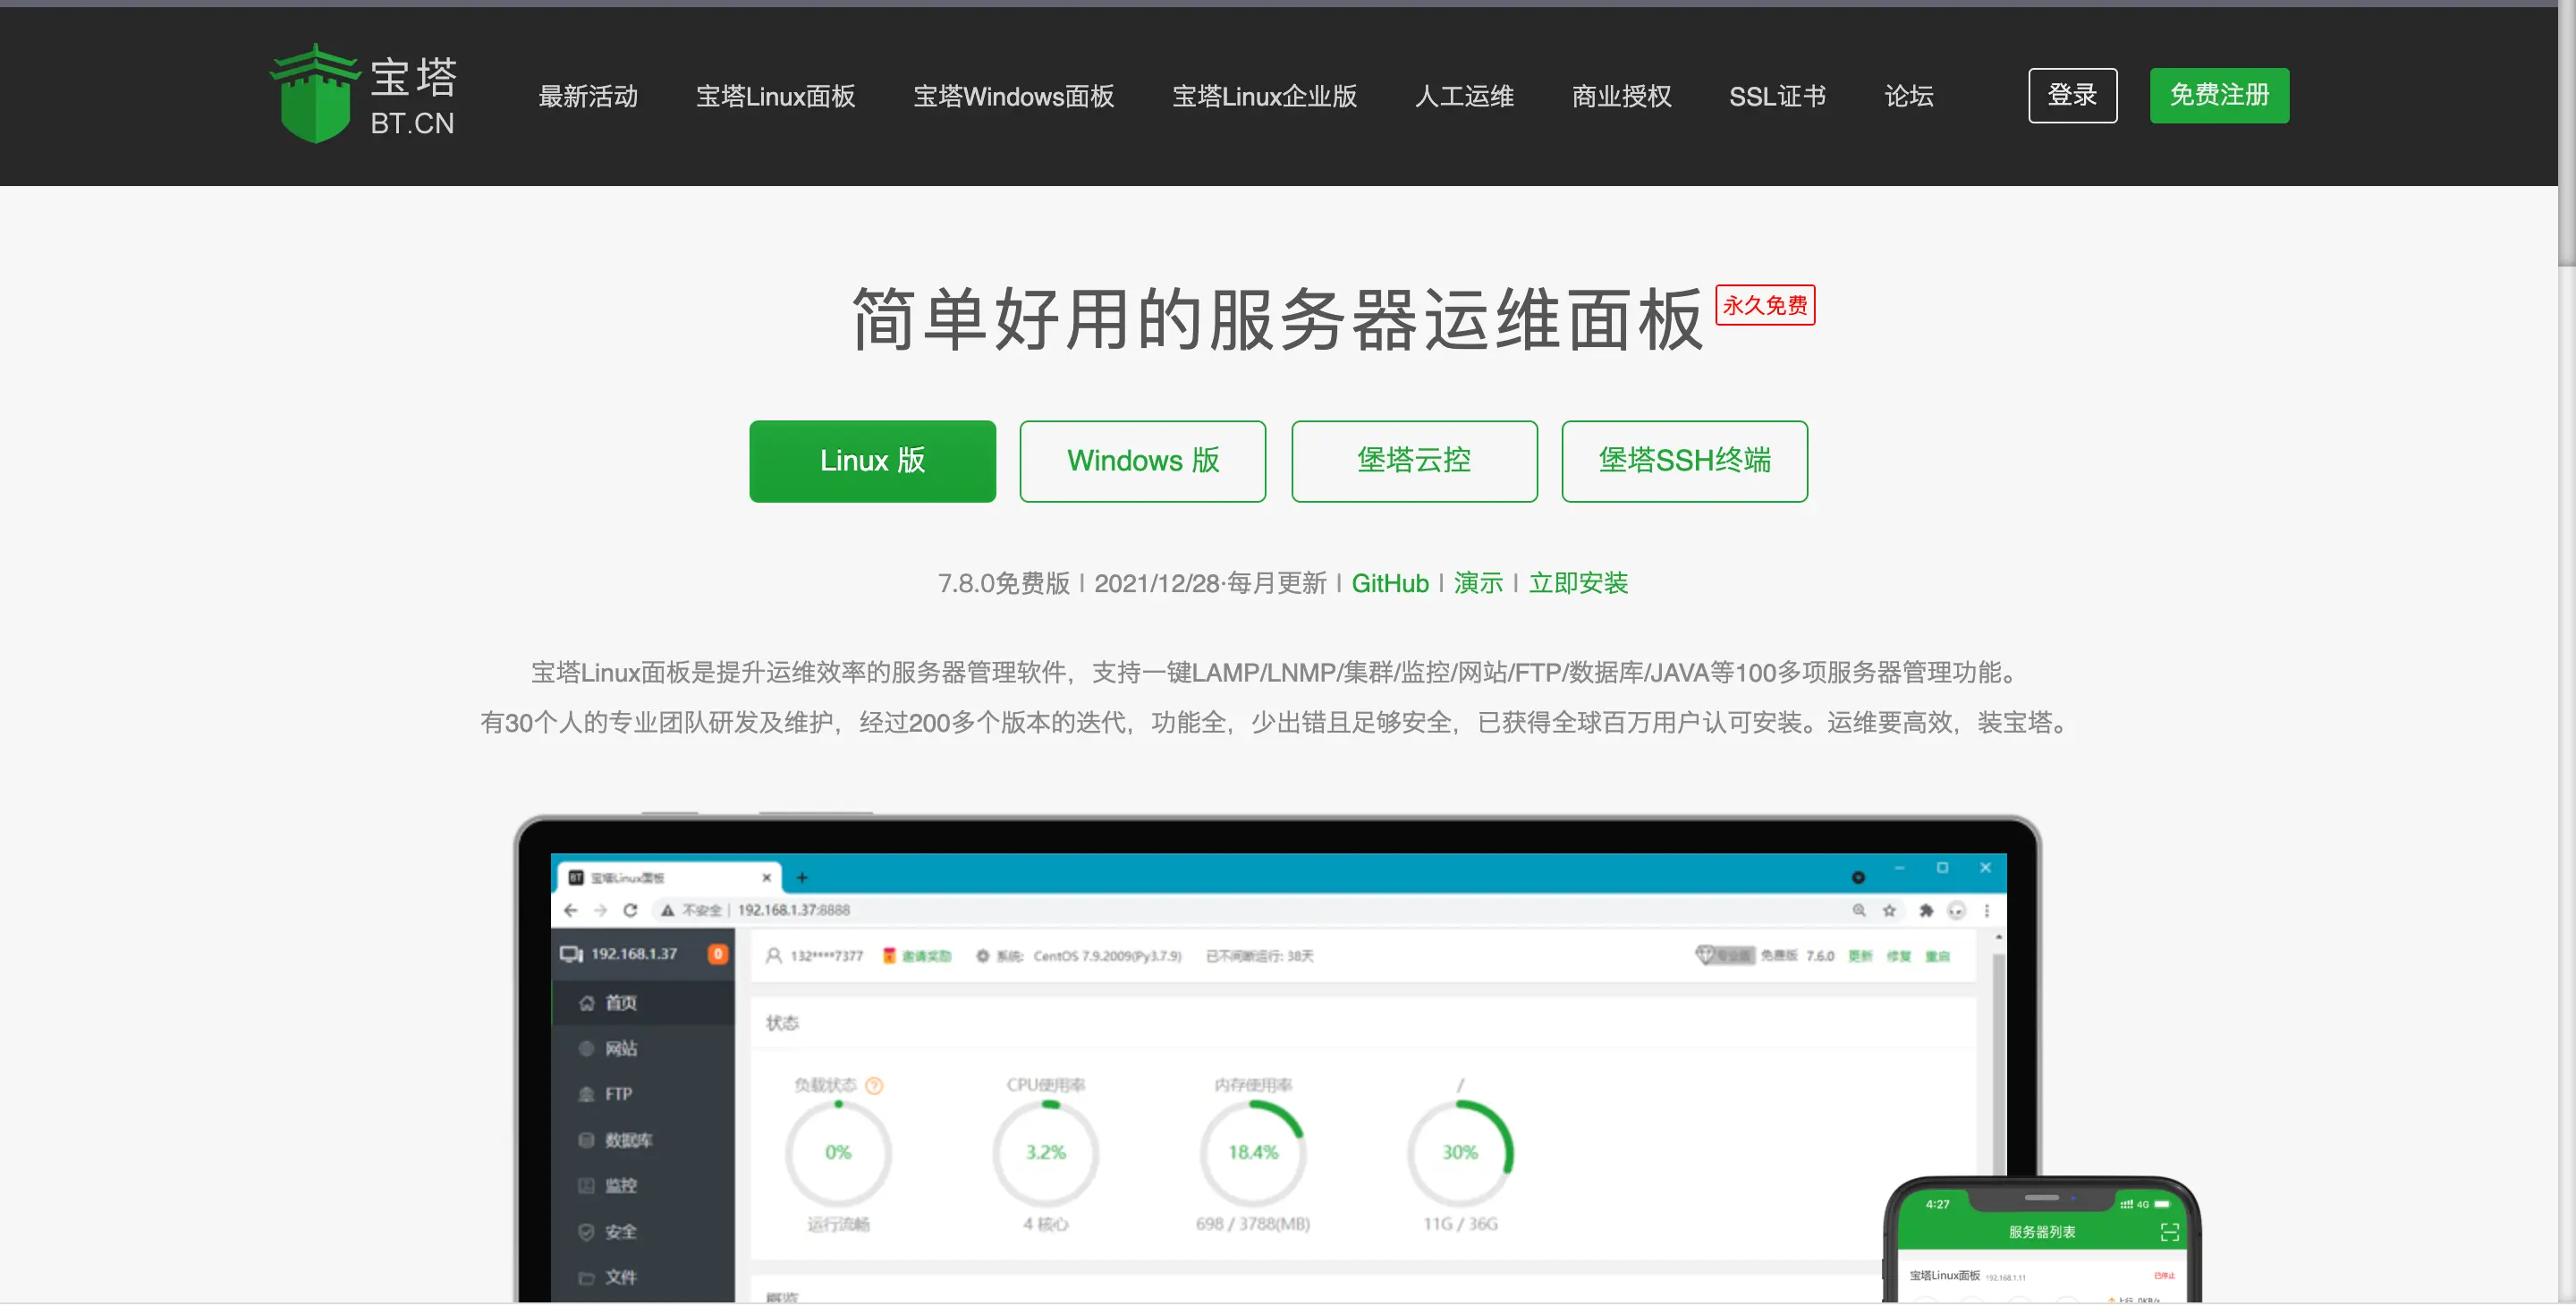 宝塔
BT.CN
最新活动 宝塔Linux面板 宝塔Windows面板 宝塔Linux企业版 人工运维 商业授权 SSL证书 论坛 登录 免费注册
简单好用的服务器运维面板 永久免费
Linux 版 Windows 版 堡塔云控 堡塔SSH终端
7.8.0免费版 | 2021/12/28·每月更新 | GitHub | 演示 | 立即安装
宝塔Linux面板是提升运维效率的服务器管理软件，支持一键LAMP/LNMP/集群/监控/网站/FTP/数据库/JAVA等100多项服务器管理功能。
有30个人的专业团队研发及维护，经过200多个版本的迭代，功能全，少出错且足够安全，已获得全球百万用户认可安装。运维要高效，装宝塔。
宝塔Linux面板
不安全 | 192.168.1.37:8888
192.168.1.37 0
132****7377 邀请奖励 系统: CentOS 7.9.2009(Py3.7.9) 已不间断运行: 38天 专业版 免费版 7.6.0 更新 修复 重启
首页
网站
FTP
数据库
监控
安全
文件
状态
负载状态 CPU使用率 内存使用率 /
0% 3.2% 18.4% 30%
运行流畅 4 核心 698 / 3788(MB) 11G / 36G
概览
4:27 4G
服务器列表
宝塔Linux面板 192.168.1.11 已停止